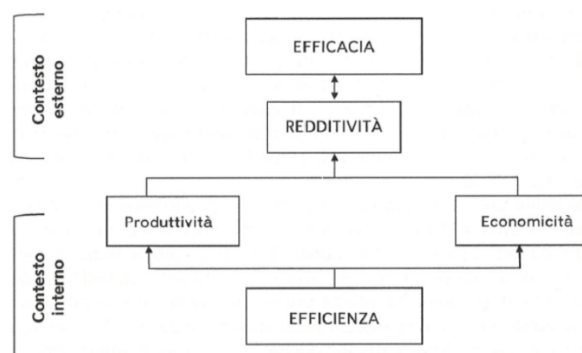 Contesto
esterno
EFFICACIA
REDDITIVITÀ
Produttività
Economicità
Contesto
interno
EFFICIENZA